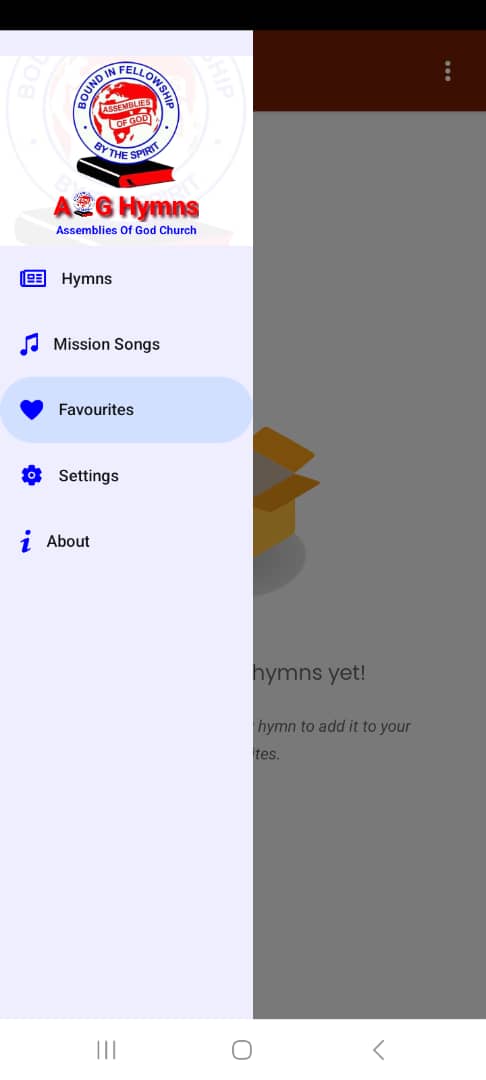 BOUND IN FELLOWSHIP
ASSEMBLIES
OF GOD
BY THE SPIRIT
A G Hymns
Assemblies Of God Church
Hymns
Mission Songs
Favourites
Settings
About
hymns yet!
hymn to add it to your
ites.